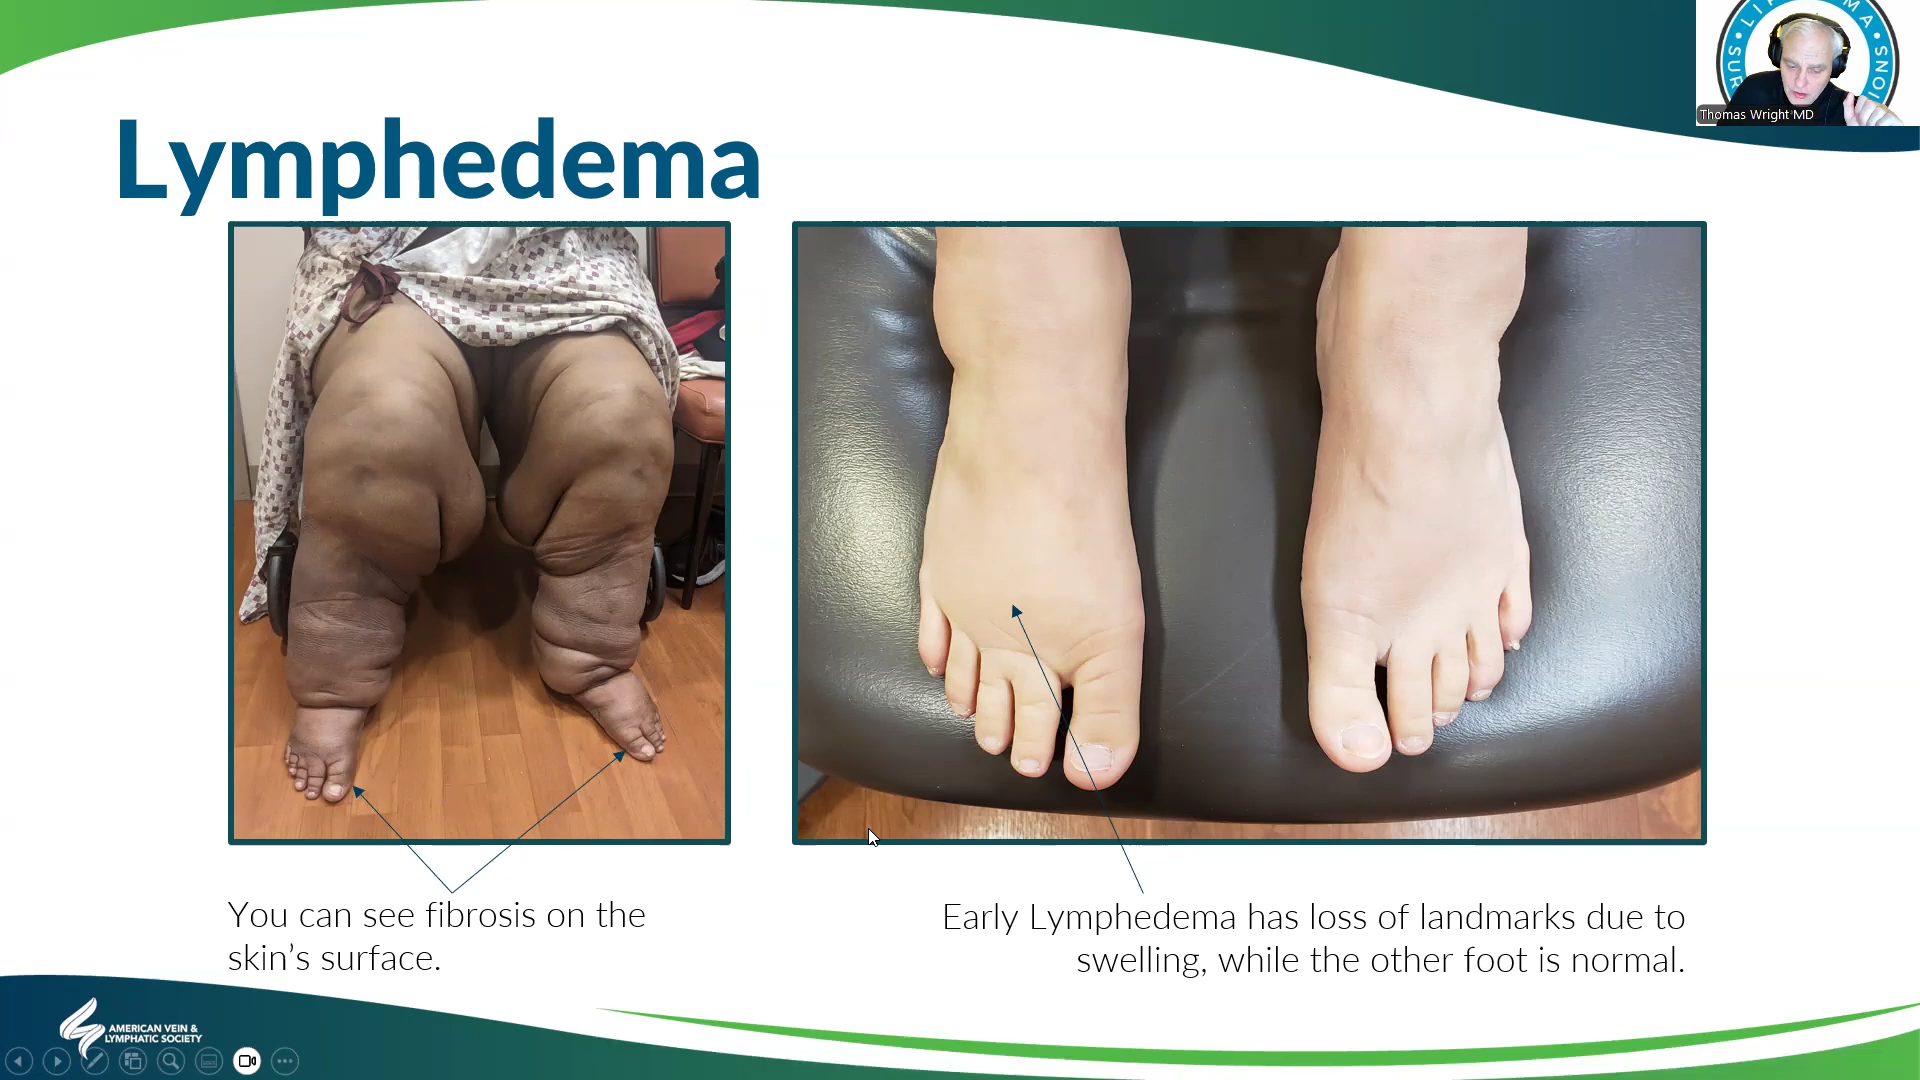 Lymphedema
Thomas Wright MD
You can see fibrosis on the
skin’s surface.
Early Lymphedema has loss of landmarks due to
swelling, while the other foot is normal.
AMERICAN VEIN &
LYMPHATIC SOCIETY